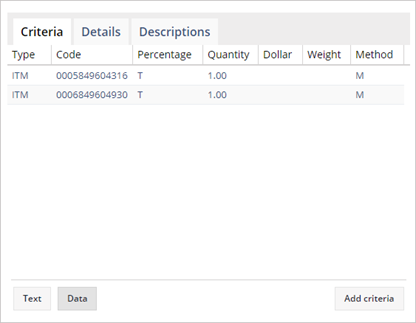 Criteria Details Descriptions
Type Code Percentage Quantity Dollar Weight Method
ITM 0005849604316 T 1.00 M
ITM 0006849604930 T 1.00 M
Text Data Add criteria